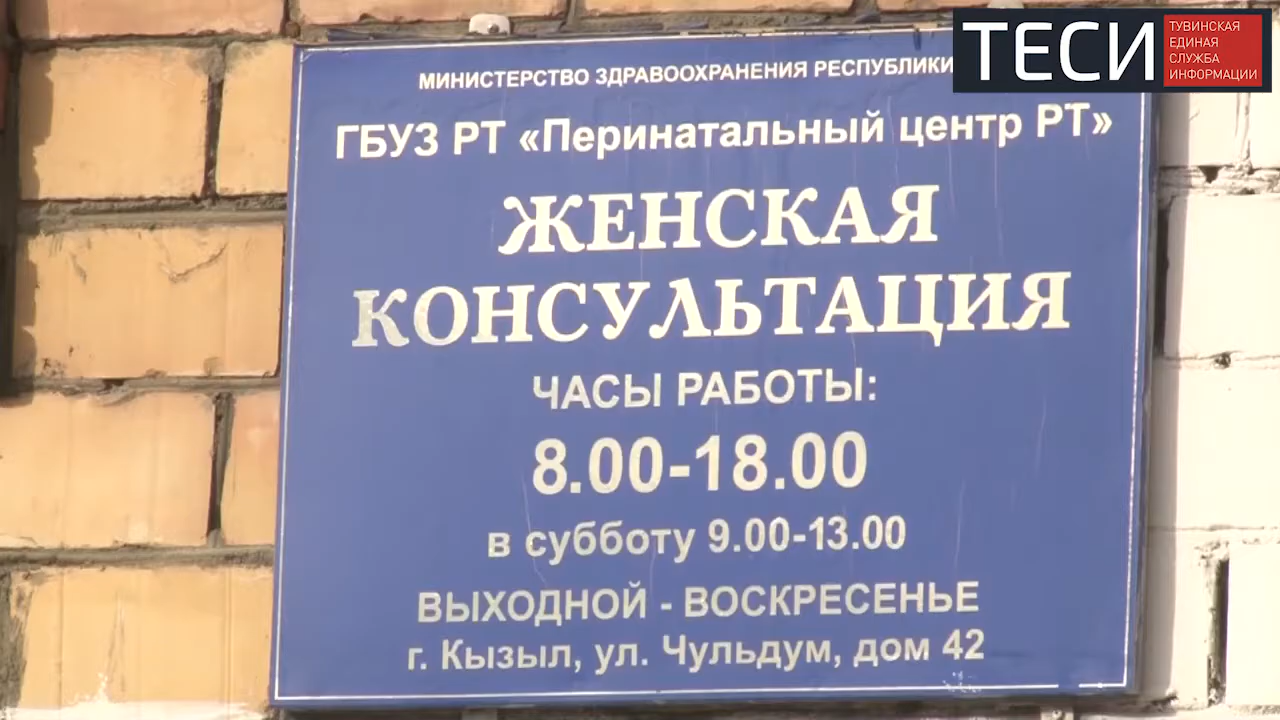 ТЕСИ
ТУВИНСКАЯ
ЕДИНАЯ
СЛУЖБА
ИНФОРМАЦИИ
МИНИСТЕРСТВО ЗДРАВООХРАНЕНИЯ РЕСПУБЛИКИ
ГБУЗ РТ «Перинатальный центр РТ»
ЖЕНСКАЯ
КОНСУЛЬТАЦИЯ
ЧАСЫ РАБОТЫ:
8.00-18.00
в субботу 9.00-13.00
ВЫХОДНОЙ - ВОСКРЕСЕНЬЕ
г. Кызыл, ул. Чульдум, дом 42